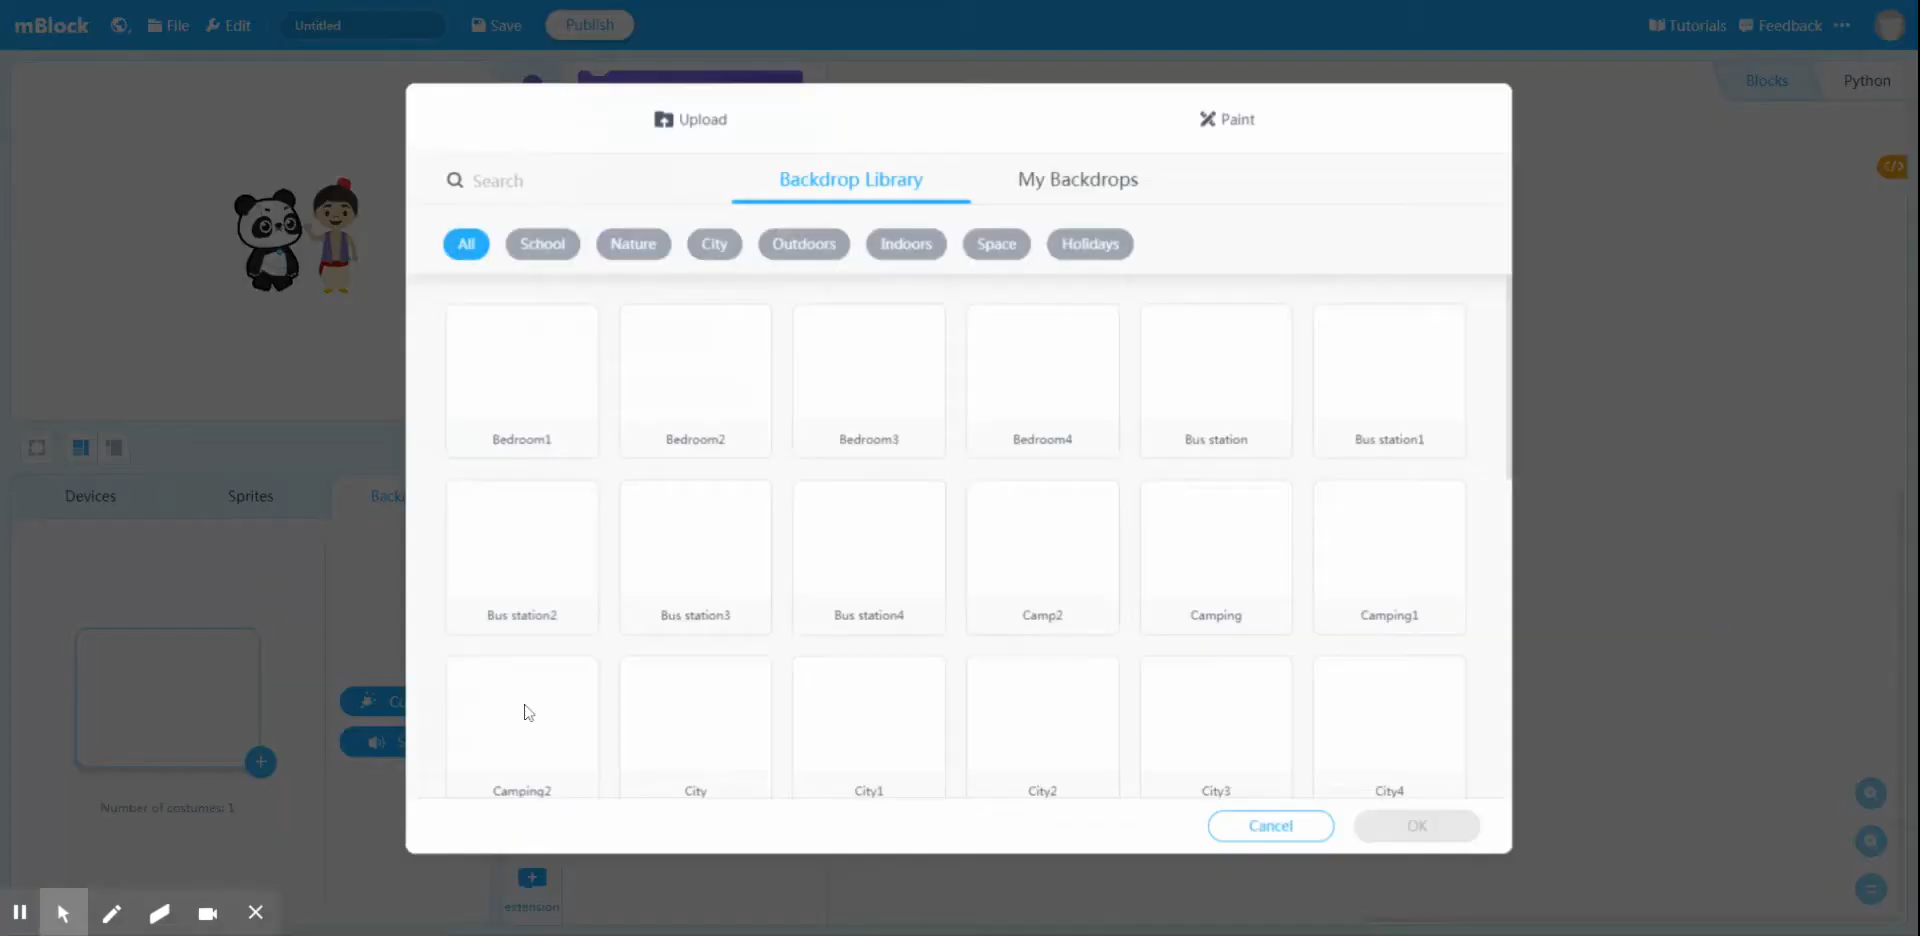 mBlock File Edit Untitled Save Publish Tutorials Feedback
Blocks Python
Upload Paint
Search Backdrop Library My Backdrops
All School Nature City Outdoors Indoors Space Holidays
Bedroom1 Bedroom2 Bedroom3 Bedroom4 Bus station Bus station1
Devices Sprites
Bus station2 Bus station3 Bus station4 Camp2 Camping Camping1
Camping2 City City1 City2 City3 City4
Number of costumes: 1
Cancel OK
extension